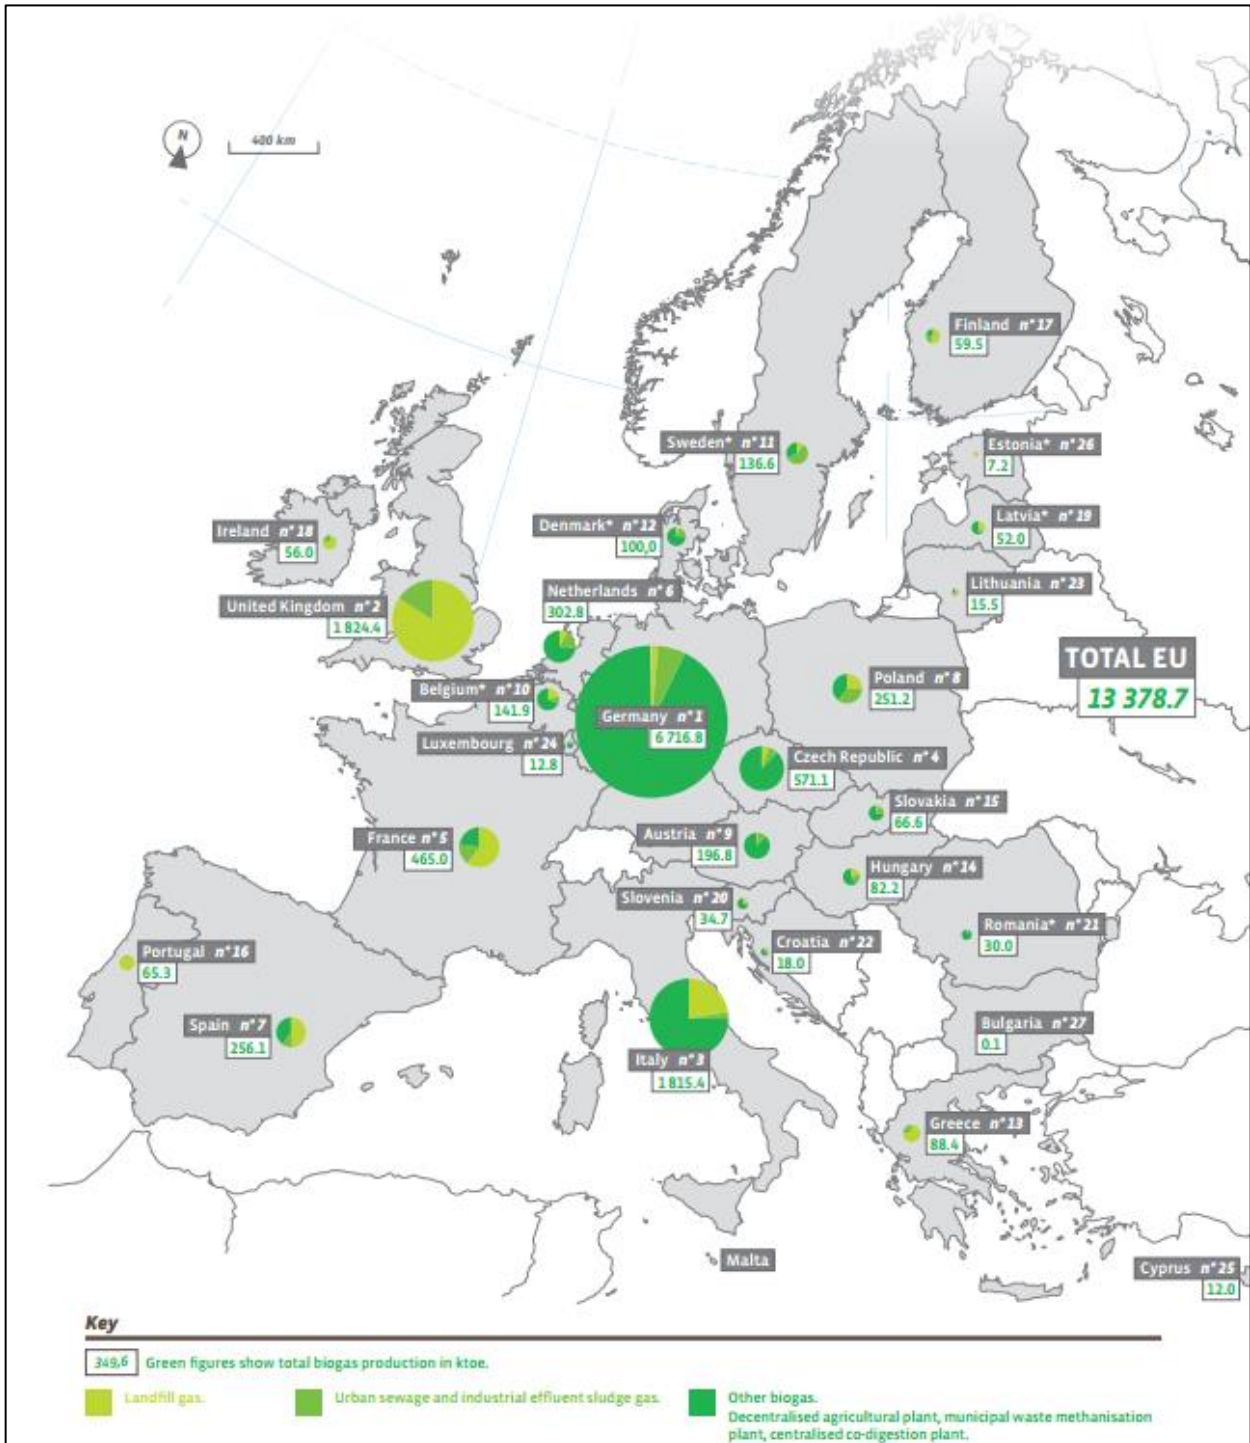 N
400 km
Finland n°17
59.5
Sweden* n°11
136.6
Estonia* n°26
7.2
Latvia* n°19
52.0
Lithuania n°23
15.5
Ireland n°18
56.0
Denmark* n°12
100,0
United Kingdom n°2
1 824.4
Netherlands n°6
302.8
TOTAL EU
13 378.7
Belgium* n°10
141.9
Germany n°1
6 716.8
Poland n°8
251.2
Luxembourg n°24
12.8
Czech Republic n°4
571.1
Slovakia n°15
66.6
France n°5
465.0
Austria n°9
196.8
Hungary n°14
82.2
Slovenia n°20
34.7
Croatia n°22
18.0
Romania* n°21
30.0
Portugal n°16
65.3
Spain n°7
256.1
Italy n°3
1 815.4
Bulgaria n°27
0.1
Greece n°13
88.4
Malta
Cyprus n°25
12.0
Key
349,6 Green figures show total biogas production in ktoe.
Landfill gas.
Urban sewage and industrial effluent sludge gas.
Other biogas.
Decentralised agricultural plant, municipal waste methanisation
plant, centralised co-digestion plant.